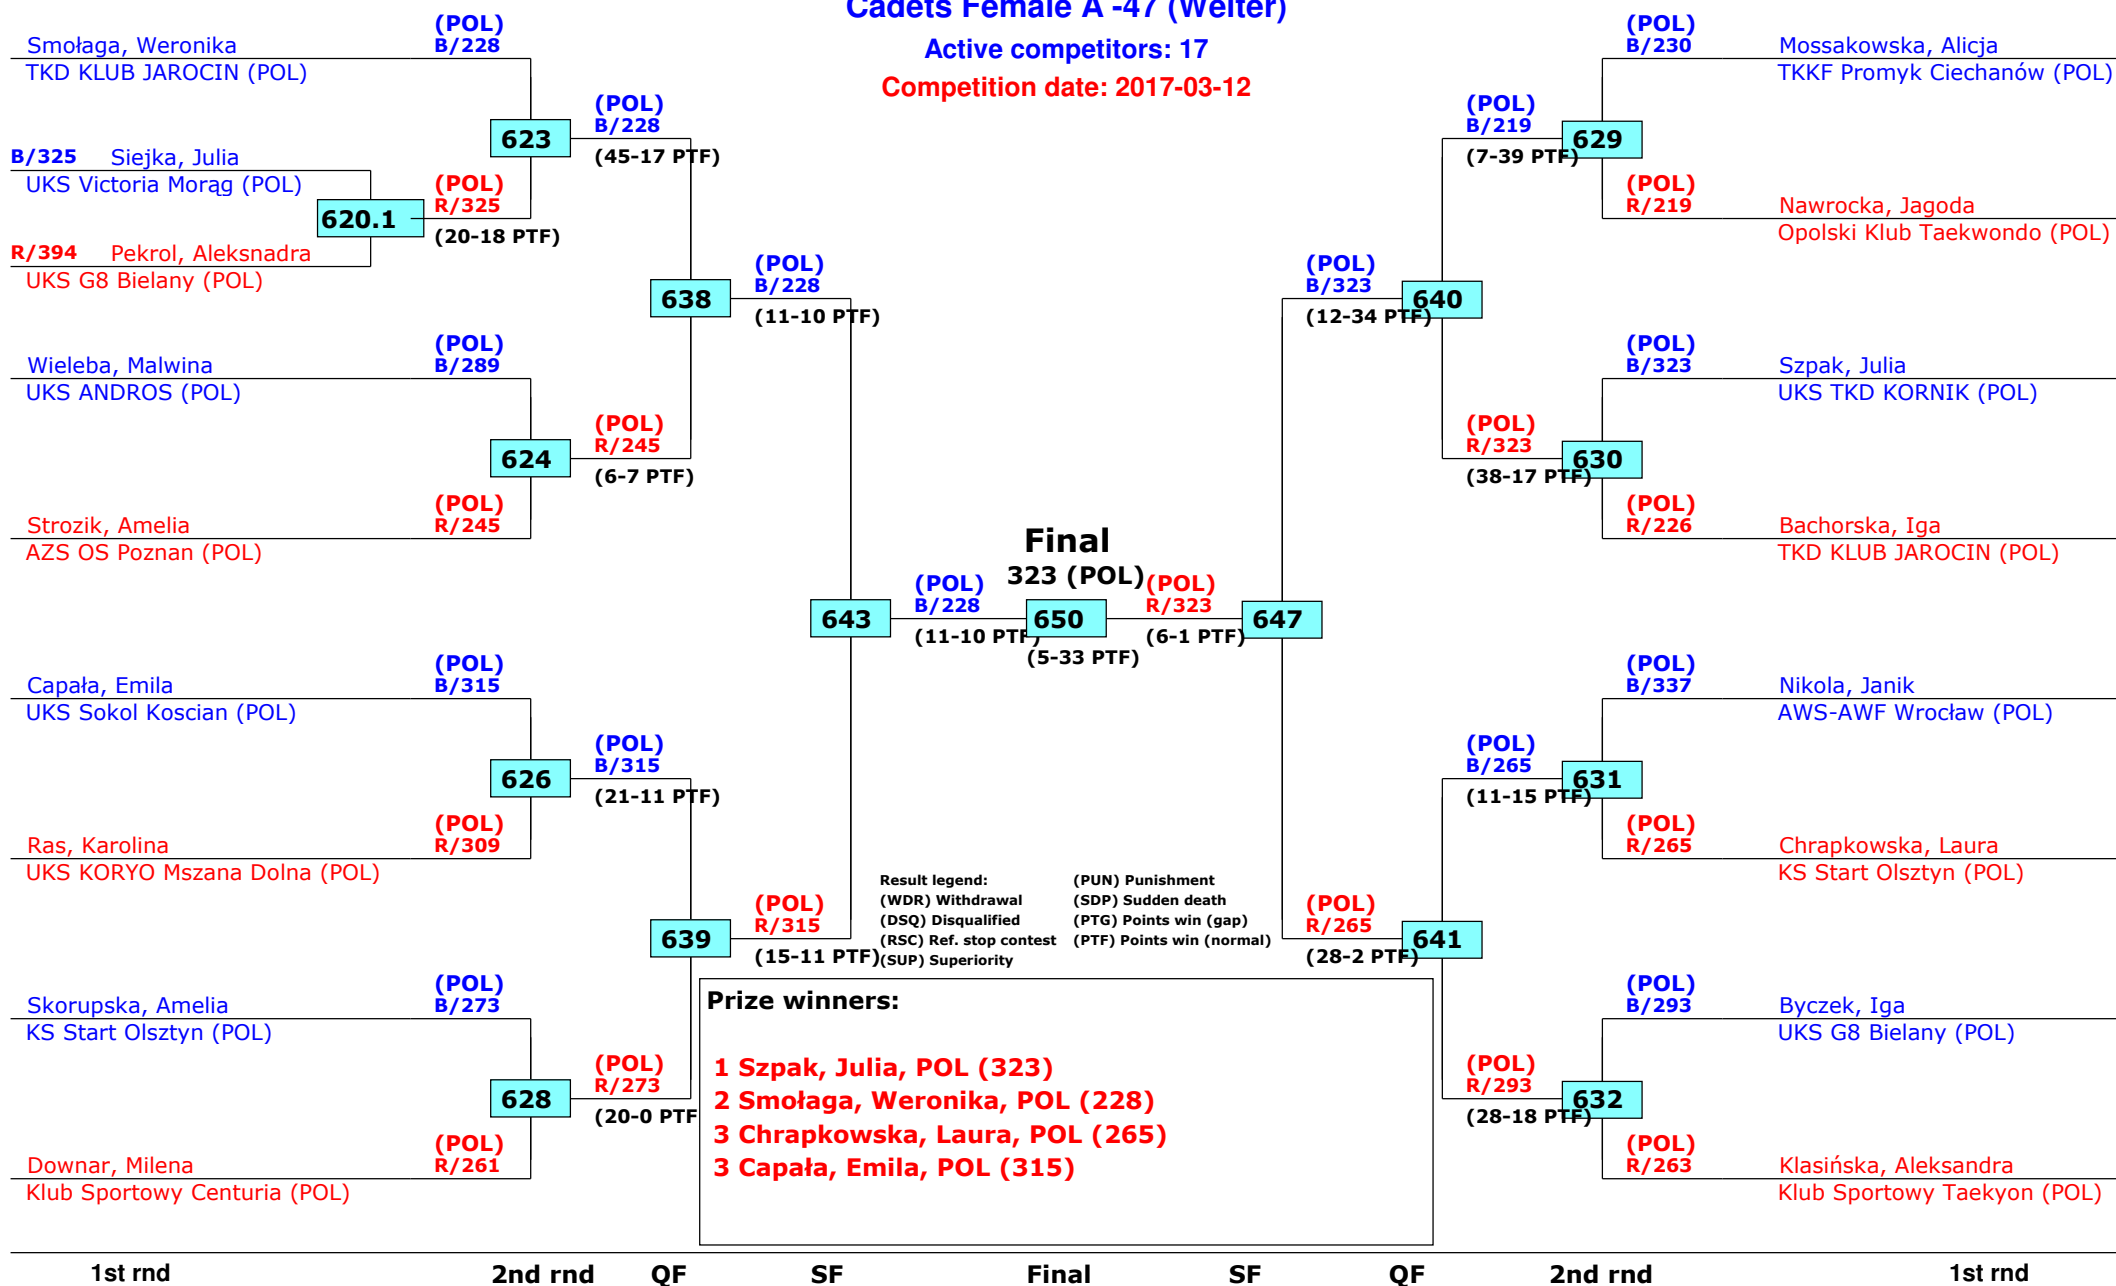 Cadets Female A -47 (Welter)
Active competitors: 17
Competition date: 2017-03-12
(POL)
B/228
Smołaga, Weronika
TKD KLUB JAROCIN (POL)
623
(POL)
B/228
(45-17 PTF)
B/325 Siejka, Julia
UKS Victoria Morąg (POL)
620.1
(POL)
R/325
(20-18 PTF)
R/394 Pekrol, Aleksnadra
UKS G8 Bielany (POL)
638
(POL)
B/228
(11-10 PTF)
(POL)
B/289
Wieleba, Malwina
UKS ANDROS (POL)
624
(POL)
R/245
(6-7 PTF)
(POL)
R/245
Strozik, Amelia
AZS OS Poznan (POL)
643
(POL)
B/228
(11-10 PTF)
Final
323 (POL)
650
(5-33 PTF)
(POL)
R/323
(6-1 PTF)
647
(POL)
B/315
Capała, Emila
UKS Sokol Koscian (POL)
626
(POL)
B/315
(21-11 PTF)
(POL)
R/309
Ras, Karolina
UKS KORYO Mszana Dolna (POL)
639
(POL)
R/315
(15-11 PTF)
(POL)
B/273
Skorupska, Amelia
KS Start Olsztyn (POL)
628
(POL)
R/273
(20-0 PTF
(POL)
R/261
Downar, Milena
Klub Sportowy Centuria (POL)
(POL)
B/230
Mossakowska, Alicja
TKKF Promyk Ciechanów (POL)
(POL)
B/219
(7-39 PTF)
629
(POL)
R/219
Nawrocka, Jagoda
Opolski Klub Taekwondo (POL)
(POL)
B/323
(12-34 PTF)
640
(POL)
B/323
Szpak, Julia
UKS TKD KORNIK (POL)
(POL)
R/323
(38-17 PTF)
630
(POL)
R/226
Bachorska, Iga
TKD KLUB JAROCIN (POL)
(POL)
B/337
Nikola, Janik
AWS-AWF Wrocław (POL)
(POL)
B/265
(11-15 PTF)
631
(POL)
R/265
Chrapkowska, Laura
KS Start Olsztyn (POL)
(POL)
R/265
(28-2 PTF)
641
(POL)
B/293
Byczek, Iga
UKS G8 Bielany (POL)
(POL)
R/293
(28-18 PTF)
632
(POL)
R/263
Klasińska, Aleksandra
Klub Sportowy Taekyon (POL)
Result legend: (PUN) Punishment
(WDR) Withdrawal (SDP) Sudden death
(DSQ) Disqualified (PTG) Points win (gap)
(RSC) Ref. stop contest (PTF) Points win (normal)
(SUP) Superiority
Prize winners:
1 Szpak, Julia, POL (323)
2 Smołaga, Weronika, POL (228)
3 Chrapkowska, Laura, POL (265)
3 Capała, Emila, POL (315)
1st rnd 2nd rnd QF SF Final SF QF 2nd rnd 1st rnd